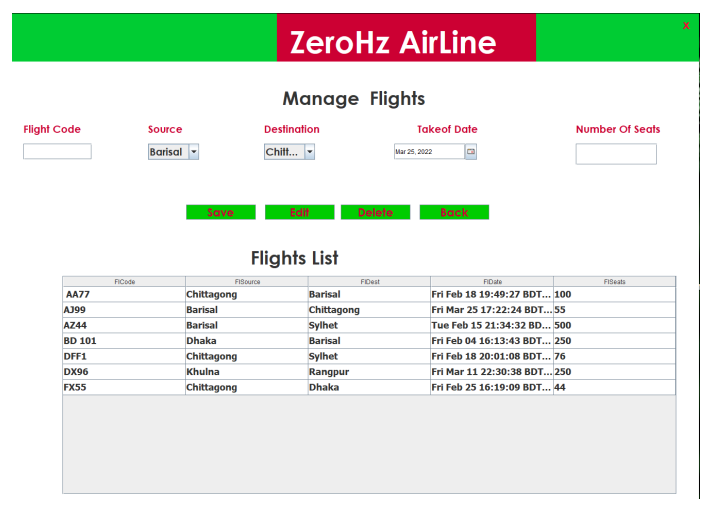 ZeroHz AirLine x
Manage Flights
Flight Code Source Destination Takeof Date Number Of Seats
Barisal Chitt... Mar 25, 2022
Save Edit Delete Back
Flights List
FlCode FlSource FlDest FlDate FlSeats
AA77 Chittagong Barisal Fri Feb 18 19:49:27 BDT... 100
AJ99 Barisal Chittagong Fri Mar 25 17:22:24 BDT... 55
AZ44 Barisal Sylhet Tue Feb 15 21:34:32 BD... 500
BD 101 Dhaka Barisal Fri Feb 04 16:13:43 BDT... 250
DFF1 Chittagong Sylhet Fri Feb 18 20:01:08 BDT... 76
DX96 Khulna Rangpur Fri Mar 11 22:30:38 BDT... 250
FX55 Chittagong Dhaka Fri Feb 25 16:19:09 BDT... 44